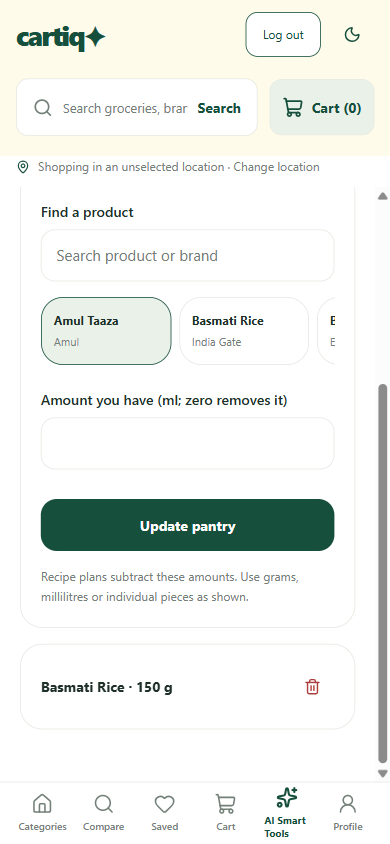 cartiq
Log out
Search groceries, brar Search
Cart (0)
Shopping in an unselected location · Change location
Find a product
Search product or brand
Amul Taaza
Amul
Basmati Rice
India Gate
Amount you have (ml; zero removes it)
Update pantry
Recipe plans subtract these amounts. Use grams,
millilitres or individual pieces as shown.
Basmati Rice · 150 g
Categories
Compare
Saved
Cart
AI Smart
Tools
Profile